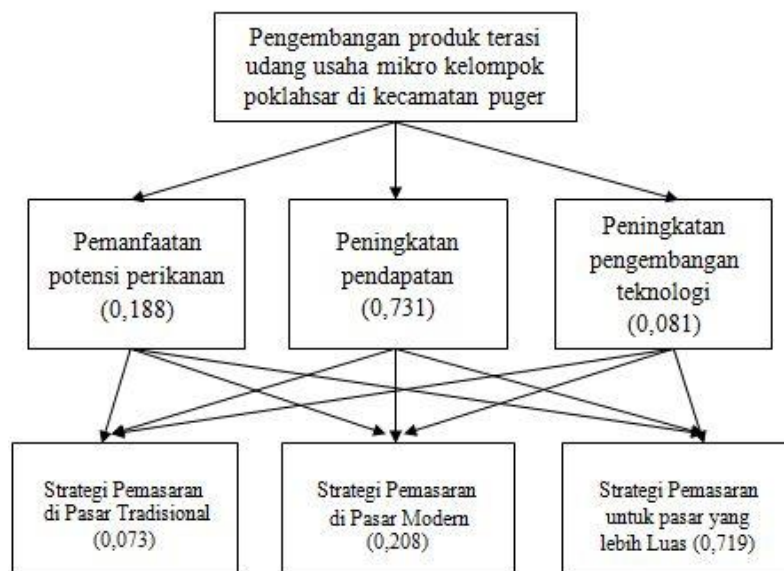 Pengembangan produk terasi
udang usaha mikro kelompok
poklahsar di kecamatan puger
Pemanfaatan
potensi perikanan
(0,188)
Peningkatan
pendapatan
(0,731)
Peningkatan
pengembangan
teknologi
(0,081)
Strategi Pemasaran
di Pasar Tradisional
(0,073)
Strategi Pemasaran
di Pasar Modern
(0,208)
Strategi Pemasaran
untuk pasar yang
lebih Luas (0,719)